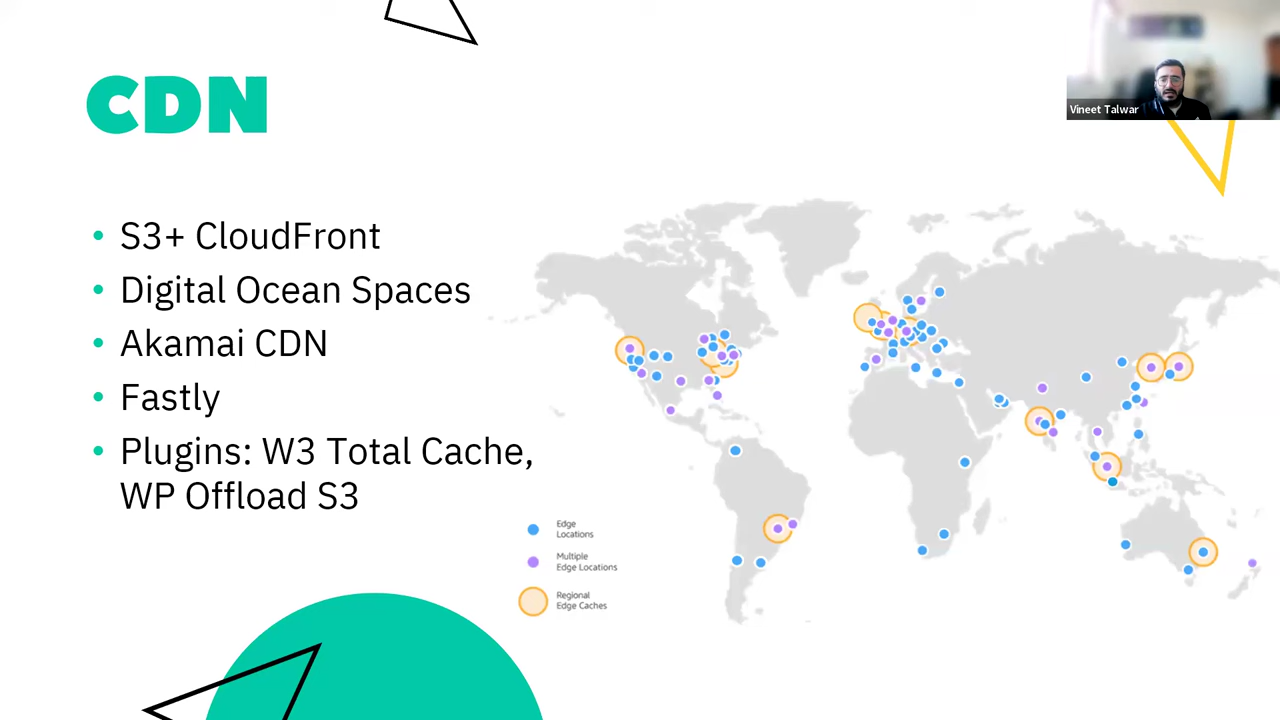 CDN
Vineet Talwar
• S3+ CloudFront
• Digital Ocean Spaces
• Akamai CDN
• Fastly
• Plugins: W3 Total Cache,
WP Offload S3
Edge
Locations
Multiple
Edge Locations
Regional
Edge Caches